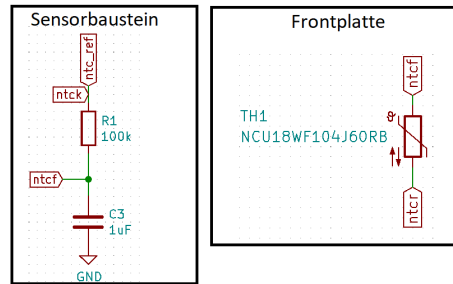 Sensorbaustein
ntc_ref
ntck
R1
100k
ntcf
C3
1uF
GND
Frontplatte
ntcf
TH1
NCU18WF104J60RB
ϑ
ntcr